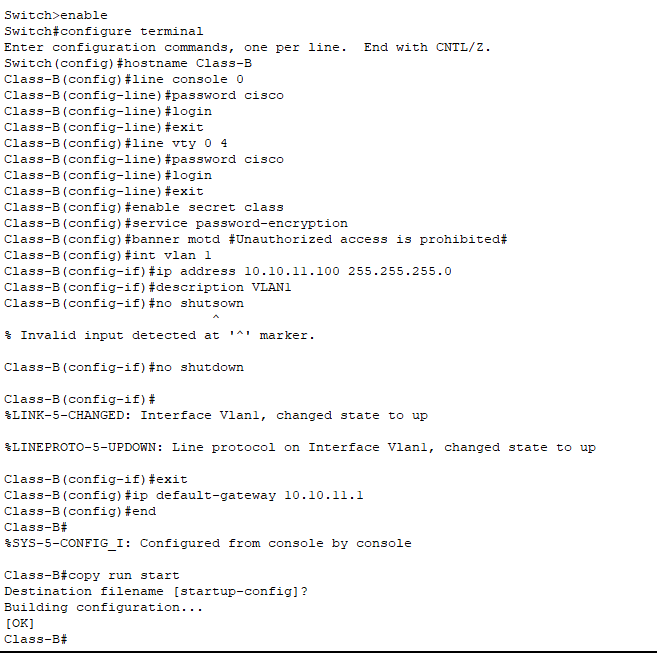 Switch>enable
Switch#configure terminal
Enter configuration commands, one per line.  End with CNTL/Z.
Switch(config)#hostname Class-B
Class-B(config)#line console 0
Class-B(config-line)#password cisco
Class-B(config-line)#login
Class-B(config-line)#exit
Class-B(config)#line vty 0 4
Class-B(config-line)#password cisco
Class-B(config-line)#login
Class-B(config-line)#exit
Class-B(config)#enable secret class
Class-B(config)#service password-encryption
Class-B(config)#banner motd #Unauthorized access is prohibited#
Class-B(config)#int vlan 1
Class-B(config-if)#ip address 10.10.11.100 255.255.255.0
Class-B(config-if)#description VLAN1
Class-B(config-if)#no shutsown
^
% Invalid input detected at '^' marker.
Class-B(config-if)#no shutdown
Class-B(config-if)#
%LINK-5-CHANGED: Interface Vlan1, changed state to up
%LINEPROTO-5-UPDOWN: Line protocol on Interface Vlan1, changed state to up
Class-B(config-if)#exit
Class-B(config)#ip default-gateway 10.10.11.1
Class-B(config)#end
Class-B#
%SYS-5-CONFIG_I: Configured from console by console
Class-B#copy run start
Destination filename [startup-config]?
Building configuration...
[OK]
Class-B#